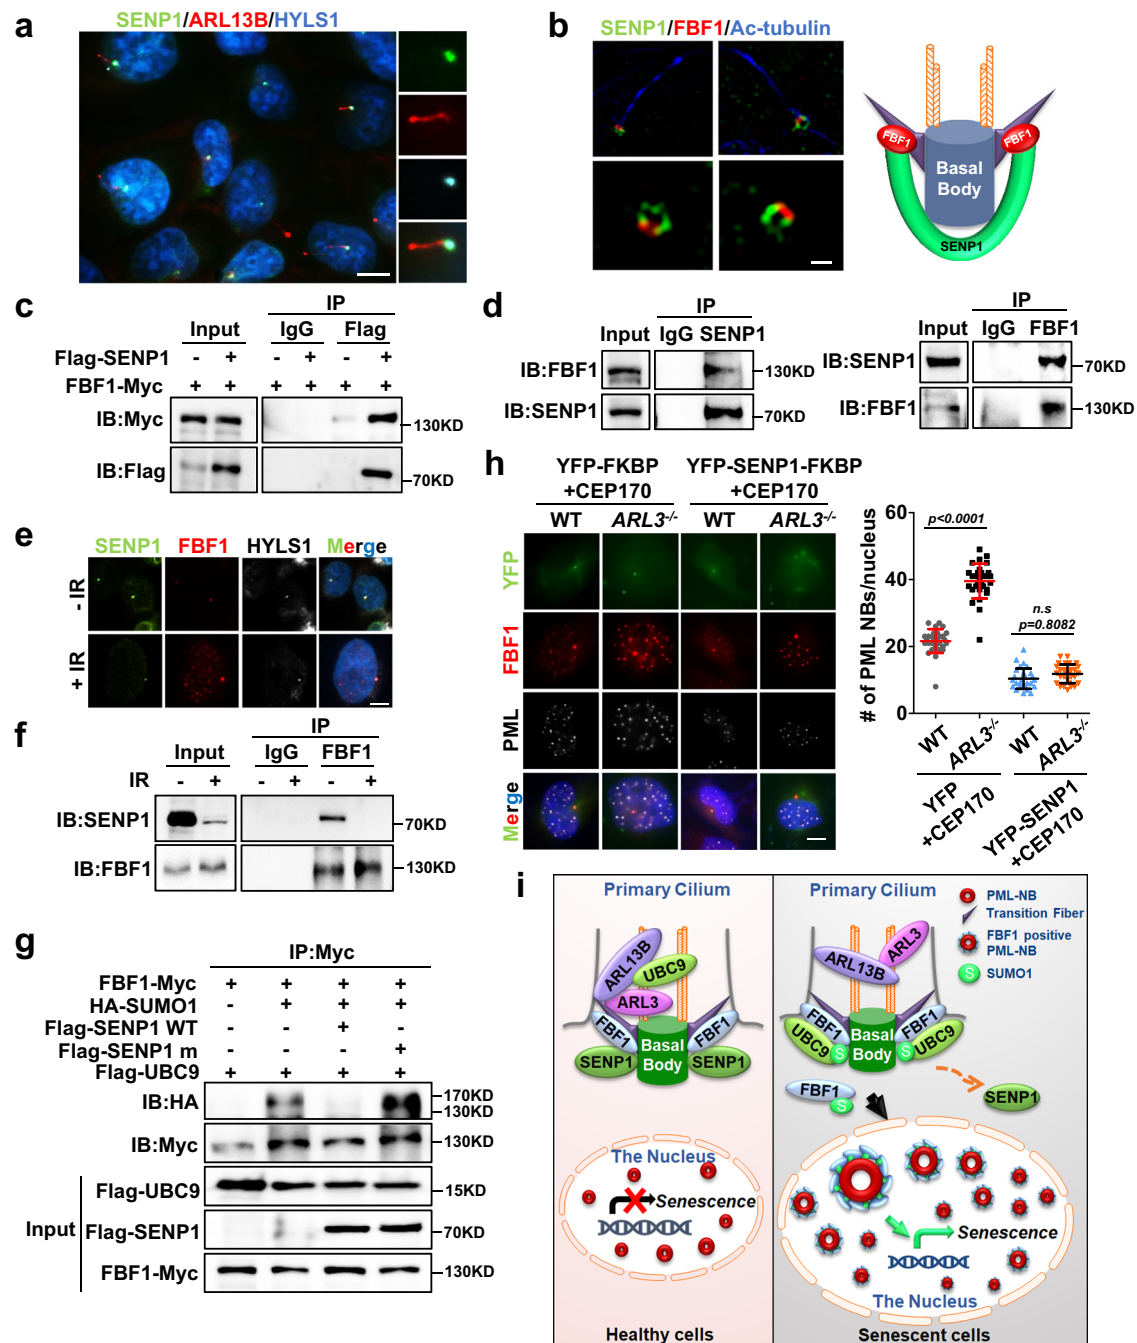 a
SENP1/ARL13B/HYLS1
b
SENP1/FBF1/Ac-tubulin
FBF1
FBF1
Basal
Body
SENP1
c
IP
Input IgG Flag
Flag-SENP1 - + - + - +
FBF1-Myc + + + + + +
IB:Myc
130KD
IB:Flag
70KD
d
IP
Input IgG SENP1
IB:FBF1
130KD
IB:SENP1
70KD
IP
Input IgG FBF1
IB:SENP1
70KD
IB:FBF1
130KD
e
SENP1 FBF1 HYLS1 Merge
- IR
+ IR
f
IP
Input IgG FBF1
IR - + - + - +
IB:SENP1
70KD
IB:FBF1
130KD
g
IP:Myc
FBF1-Myc + + + +
HA-SUMO1 - + + +
Flag-SENP1 WT - - + -
Flag-SENP1 m - - - +
Flag-UBC9 + + + +
IB:HA
170KD
130KD
IB:Myc
130KD
Input
Flag-UBC9
15KD
Flag-SENP1
70KD
FBF1-Myc
130KD
h
YFP-FKBP
+CEP170
YFP-SENP1-FKBP
+CEP170
WT ARL3-/- WT ARL3-/-
YFP
FBF1
PML
Merge
# of PML NBs/nucleus
60
40
20
0
p<0.0001
n.s
p=0.8082
WT
ARL3-/-
WT
ARL3-/-
YFP
+CEP170
YFP-SENP1
+CEP170
i
Primary Cilium
ARL13B
UBC9
ARL3
FBF1
FBF1
SENP1
Basal
Body
SENP1
The Nucleus
Senescence
Healthy cells
Primary Cilium
PML-NB
Transition Fiber
FBF1 positive
PML-NB
S SUMO1
ARL3
ARL13B
FBF1
FBF1
UBC9
S
Basal
Body
S
UBC9
FBF1
S
SENP1
Senescence
The Nucleus
Senescent cells